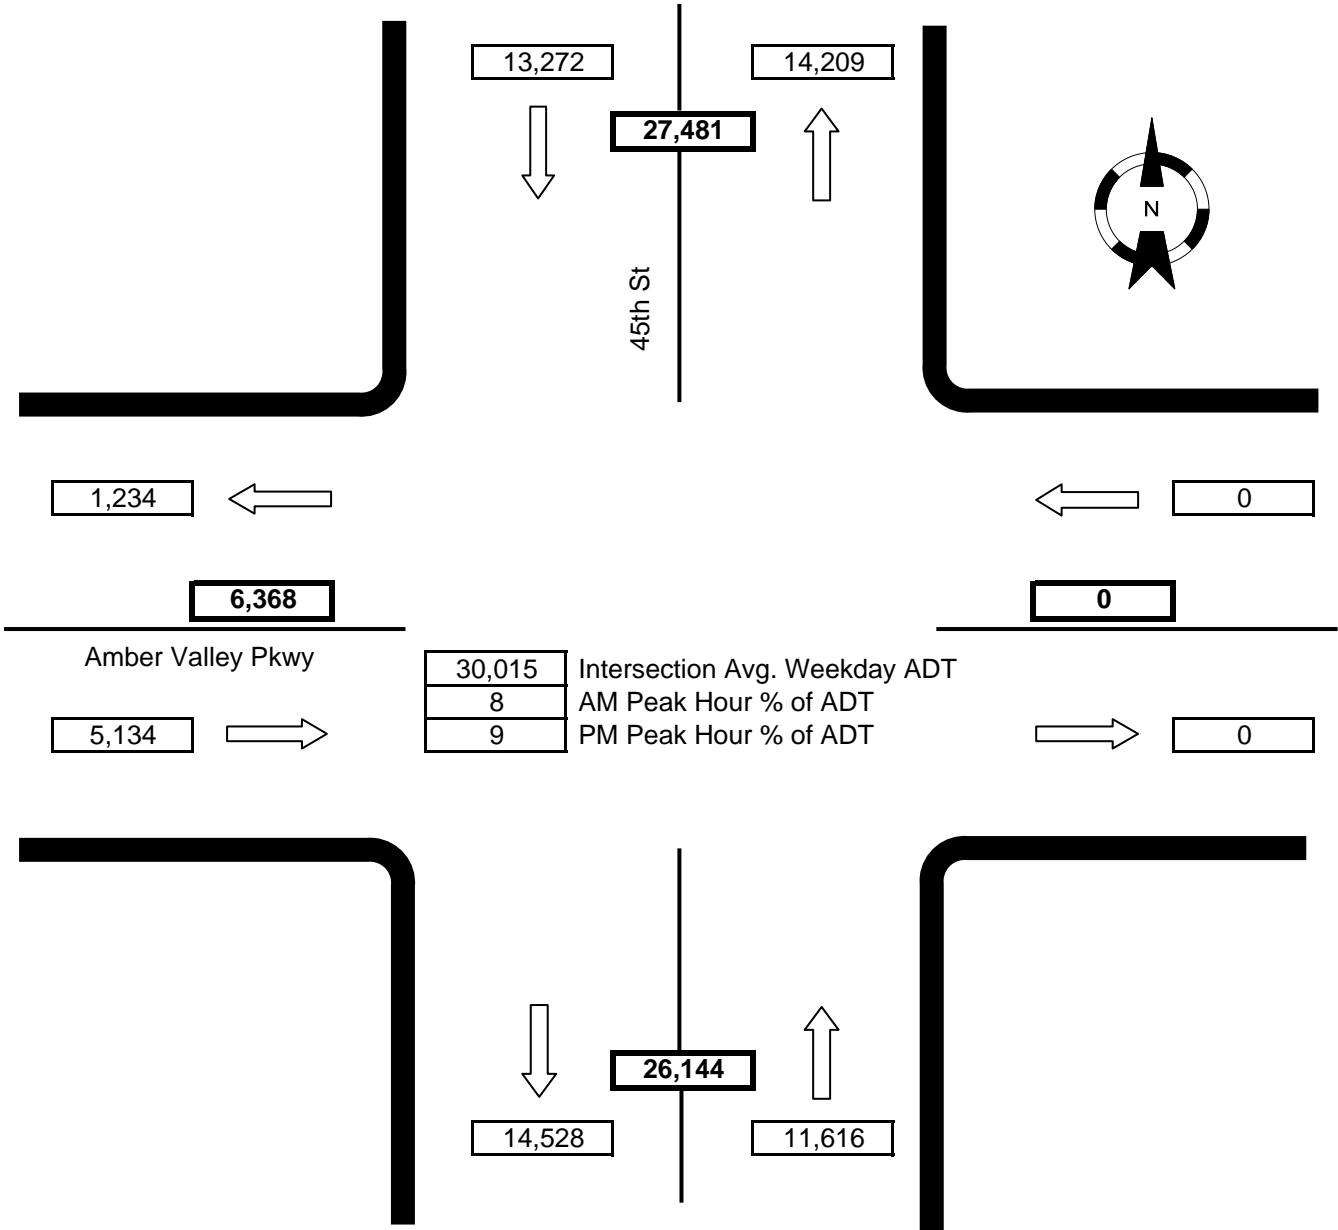 13,272
14,209
27,481
N
45th St
1,234
0
6,368
0
Amber Valley Pkwy
30,015 Intersection Avg. Weekday ADT
8 AM Peak Hour % of ADT
9 PM Peak Hour % of ADT
5,134
0
26,144
14,528
11,616